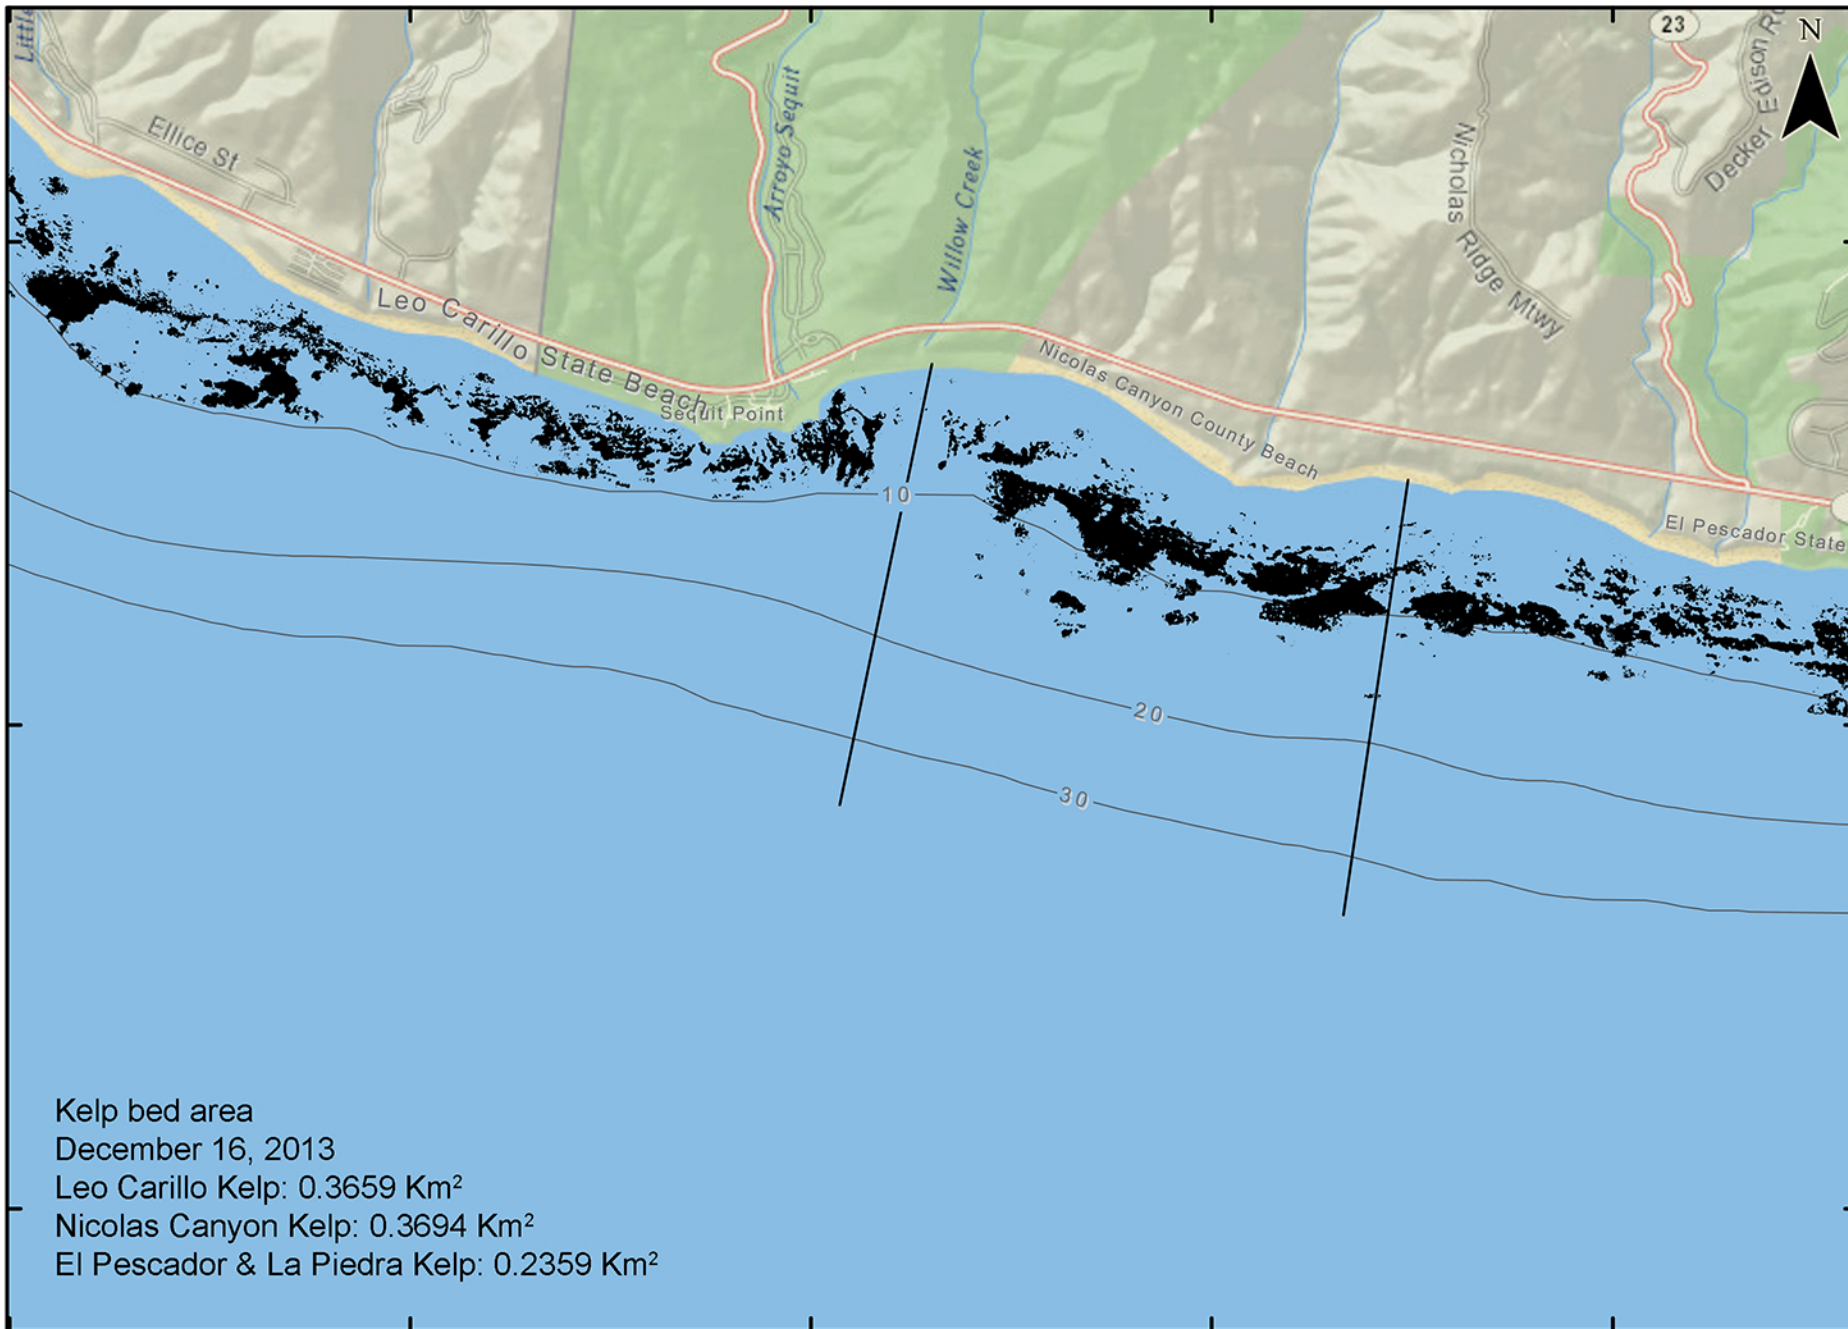 Little
Ellice St
Arroyo Sequit
Willow Creek
Nicholas Ridge Mtwy
23
Decker Edison
N
Leo Carillo State Beach
Sequit Point
Nicolas Canyon County Beach
El Pescador State
10
20
30
Kelp bed area
December 16, 2013
Leo Carillo Kelp: 0.3659 Km²
Nicolas Canyon Kelp: 0.3694 Km²
El Pescador & La Piedra Kelp: 0.2359 Km²